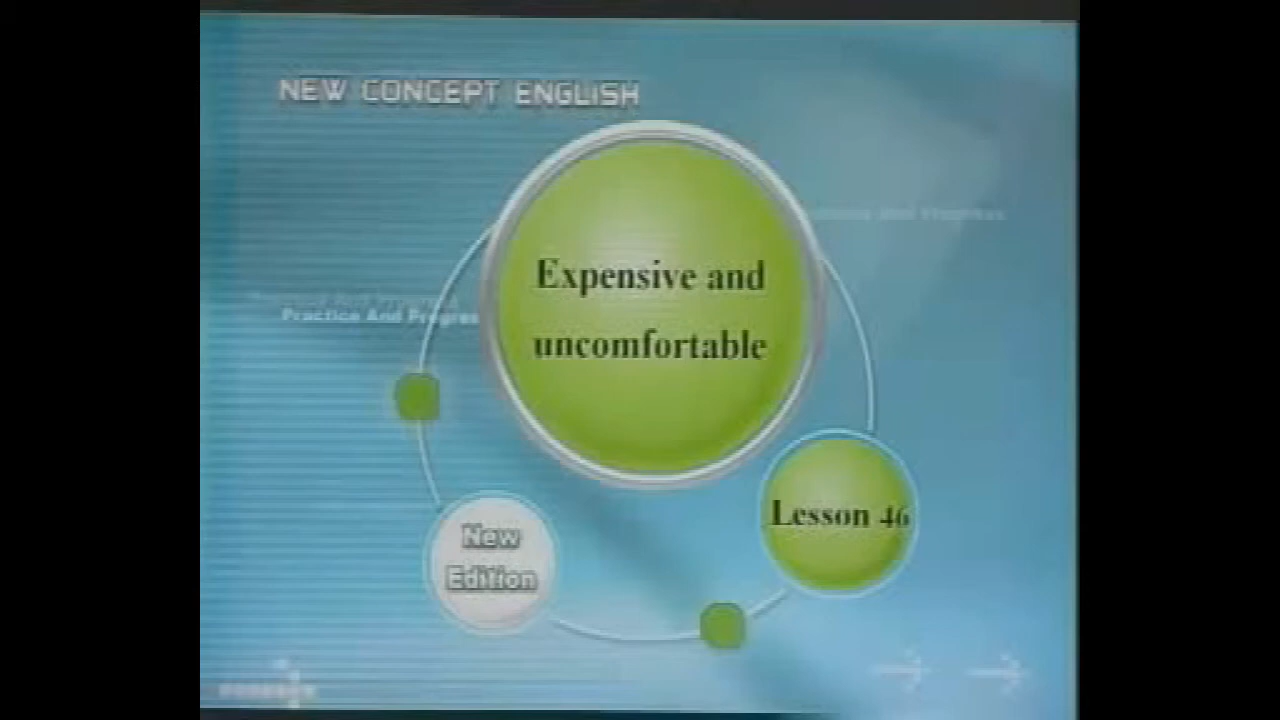 NEW CONCEPT ENGLISH
Expensive and
uncomfortable
Practice And Progres
Lesson 46
New
Edition